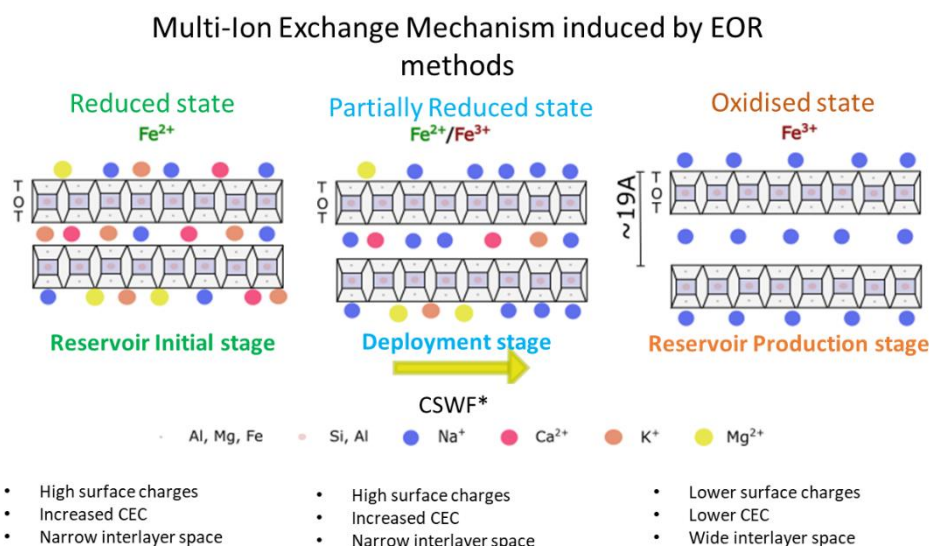 Multi-Ion Exchange Mechanism induced by EOR
methods
Reduced state
Partially Reduced state
Oxidised state
Fe²⁺
Fe²⁺/Fe³⁺
Fe³⁺
T
O
T
T
O
T
~19A
T
O
T
Reservoir Initial stage
Deployment stage
Reservoir Production stage
CSWF*
Al, Mg, Fe
Si, Al
Na⁺
Ca²⁺
K⁺
Mg²⁺
• High surface charges
• Increased CEC
• Narrow interlayer space
• High surface charges
• Increased CEC
• Narrow interlayer space
• Lower surface charges
• Lower CEC
• Wide interlayer space